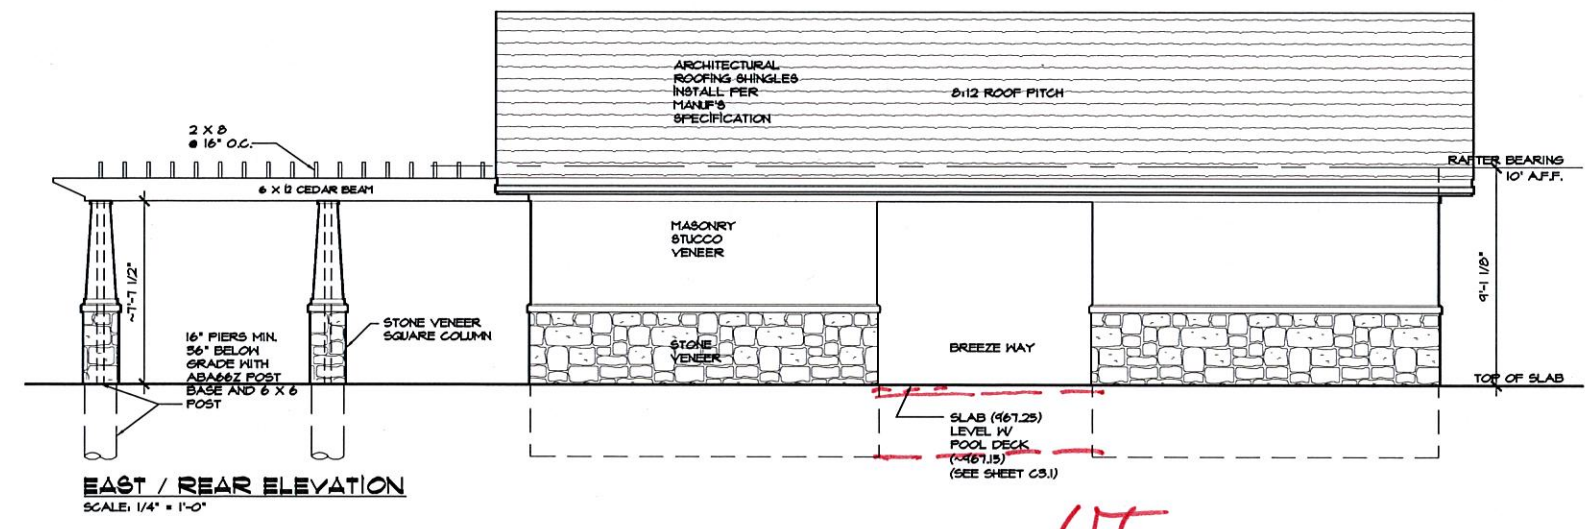 ARCHITECTURAL
ROOFING SHINGLES
INSTALL PER
MANUF'S
SPECIFICATION
8:12 ROOF PITCH
2 X 8
@ 16" O.C.
RAFTER BEARING
10' A.F.F.
6 X 12 CEDAR BEAM
MASONRY
STUCCO
VENEER
~7'-7 1/2"
9'-1 1/8"
STONE VENEER
SQUARE COLUMN
16" PIERS MIN.
36" BELOW
GRADE WITH
ABA66Z POST
BASE AND 6 X 6
POST
STONE
VENEER
BREEZE WAY
TOP OF SLAB
SLAB (967.25)
LEVEL W/
POOL DECK
(~967.15)
(SEE SHEET C3.1)
EAST / REAR ELEVATION
SCALE: 1/4" = 1'-0"